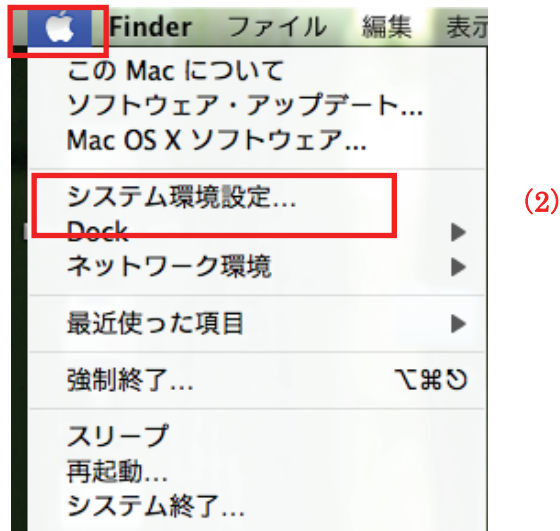 Finder ファイル 編集 表示
この Mac について
ソフトウェア・アップデート...
Mac OS X ソフトウェア...
システム環境設定...
(2)
Dock
ネットワーク環境
最近使った項目
強制終了... ⌥⌘⎋
スリープ
再起動...
システム終了...